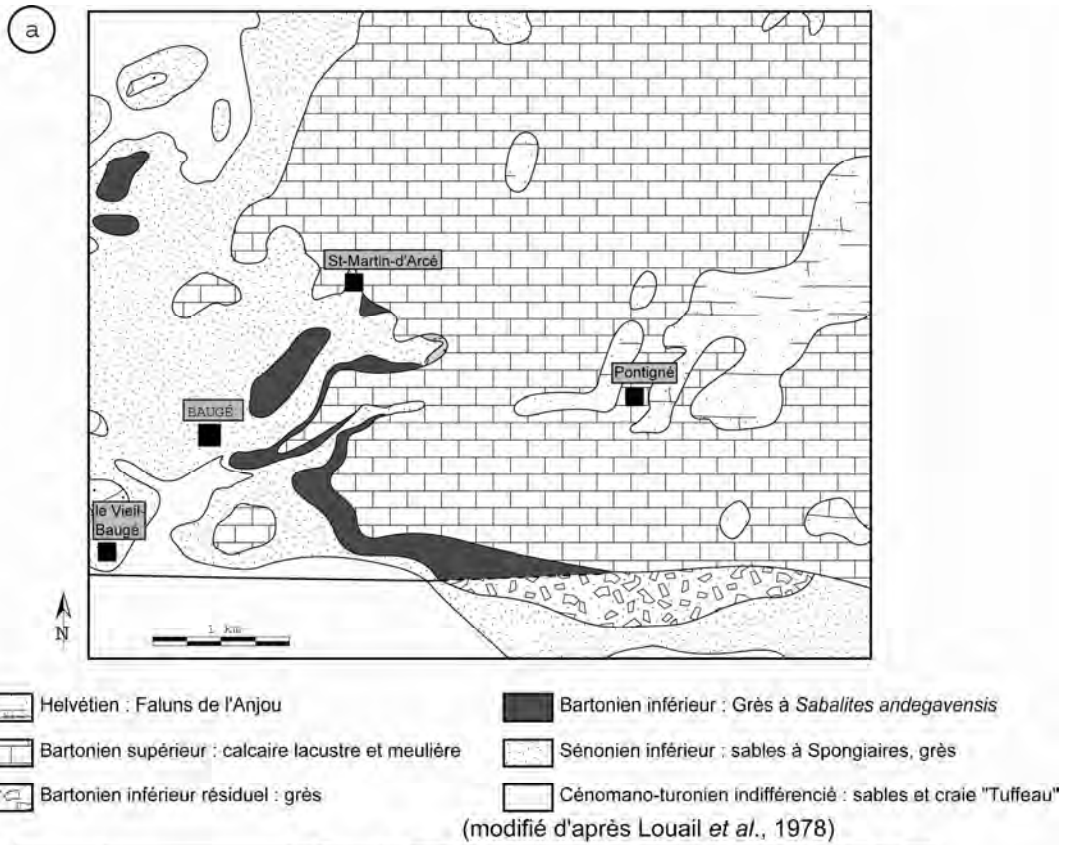 a
St-Martin-d'Arcé
Pontigné
BAUGÉ
le Vieil-
Baugé
N
1 km
Helvétien : Faluns de l'Anjou
Bartonien supérieur : calcaire lacustre et meulière
Bartonien inférieur résiduel : grès
Bartonien inférieur : Grès à Sabalites andegavensis
Sénonien inférieur : sables à Spongiaires, grès
Cénomano-turonien indifférencié : sables et craie "Tuffeau"
(modifié d'après Louail et al., 1978)